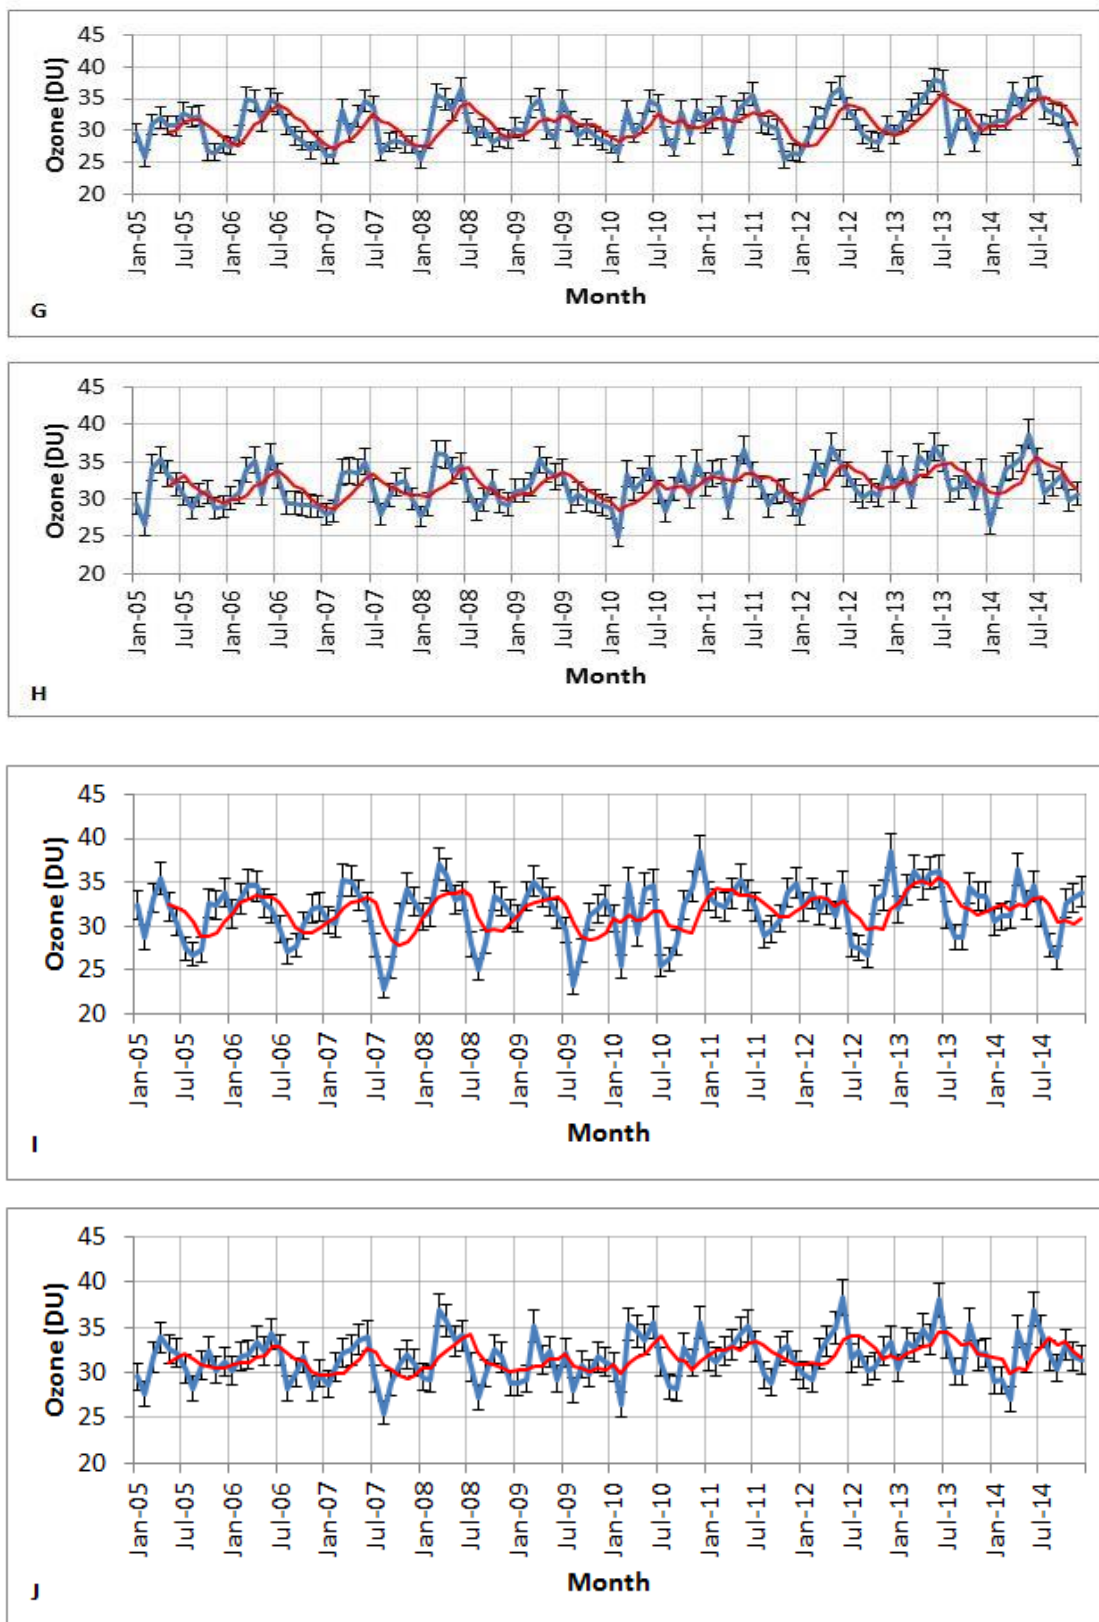 Ozone (DU)
45
40
35
30
25
20
Jan-05
Jul-05
Jan-06
Jul-06
Jan-07
Jul-07
Jan-08
Jul-08
Jan-09
Jul-09
Jan-10
Jul-10
Jan-11
Jul-11
Jan-12
Jul-12
Jan-13
Jul-13
Jan-14
Jul-14
Month
G
Ozone (DU)
45
40
35
30
25
20
Jan-05
Jul-05
Jan-06
Jul-06
Jan-07
Jul-07
Jan-08
Jul-08
Jan-09
Jul-09
Jan-10
Jul-10
Jan-11
Jul-11
Jan-12
Jul-12
Jan-13
Jul-13
Jan-14
Jul-14
Month
H
Ozone (DU)
45
40
35
30
25
20
Jan-05
Jul-05
Jan-06
Jul-06
Jan-07
Jul-07
Jan-08
Jul-08
Jan-09
Jul-09
Jan-10
Jul-10
Jan-11
Jul-11
Jan-12
Jul-12
Jan-13
Jul-13
Jan-14
Jul-14
Month
I
Ozone (DU)
45
40
35
30
25
20
Jan-05
Jul-05
Jan-06
Jul-06
Jan-07
Jul-07
Jan-08
Jul-08
Jan-09
Jul-09
Jan-10
Jul-10
Jan-11
Jul-11
Jan-12
Jul-12
Jan-13
Jul-13
Jan-14
Jul-14
Month
J